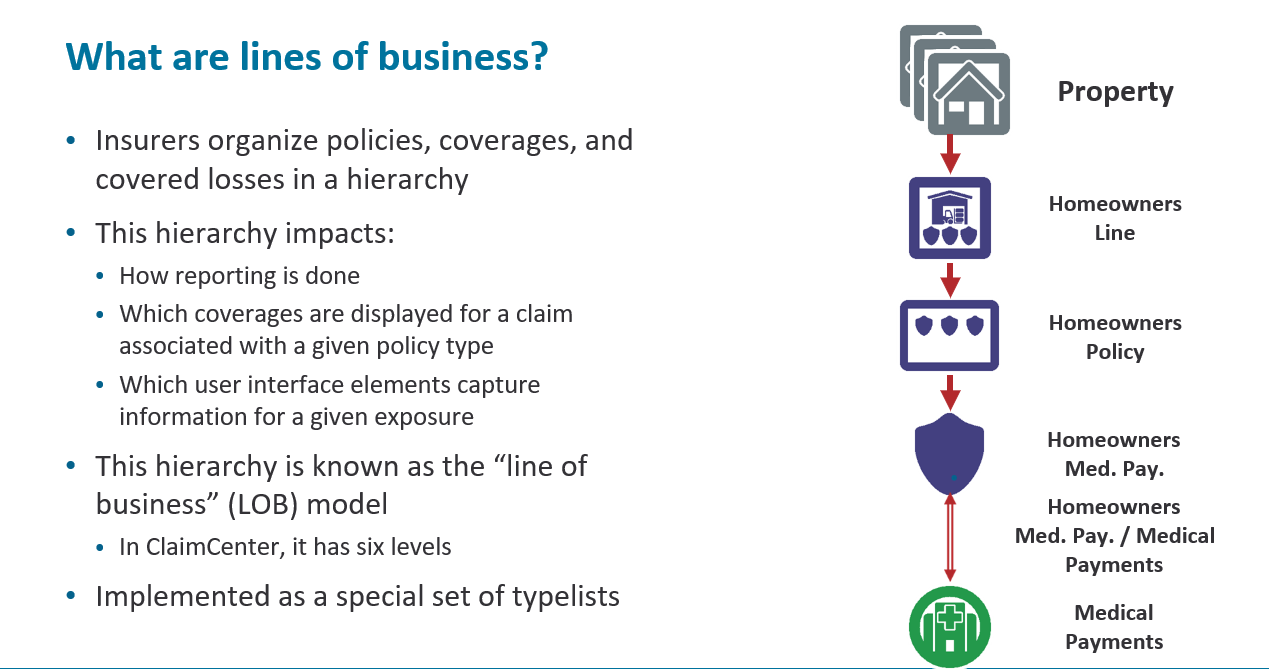 What are lines of business?
• Insurers organize policies, coverages, and
covered losses in a hierarchy
• This hierarchy impacts:
• How reporting is done
• Which coverages are displayed for a claim
associated with a given policy type
• Which user interface elements capture
information for a given exposure
• This hierarchy is known as the “line of
business” (LOB) model
• In ClaimCenter, it has six levels
• Implemented as a special set of typelists
Property
Homeowners
Line
Homeowners
Policy
Homeowners
Med. Pay.
Homeowners
Med. Pay. / Medical
Payments
Medical
Payments